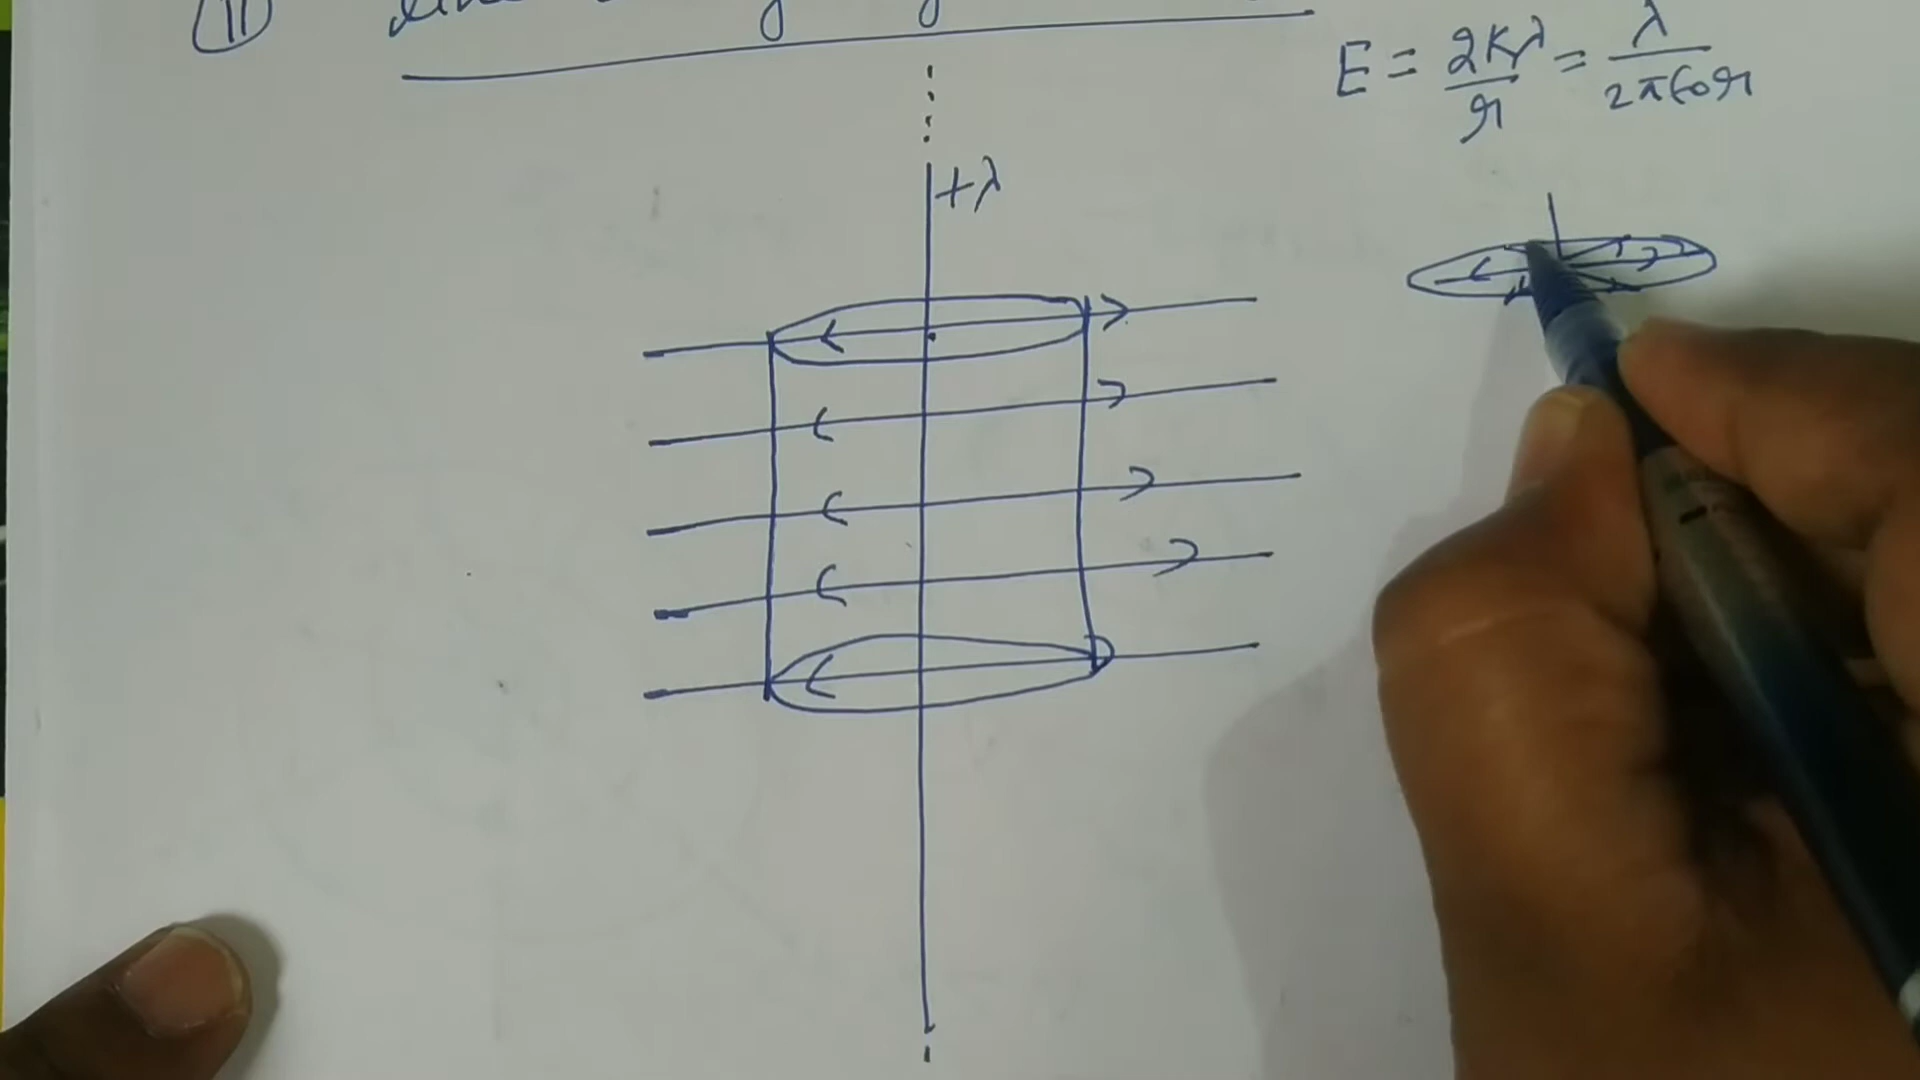 11
E = 2Kλ/r = λ/2πε0r
+λ